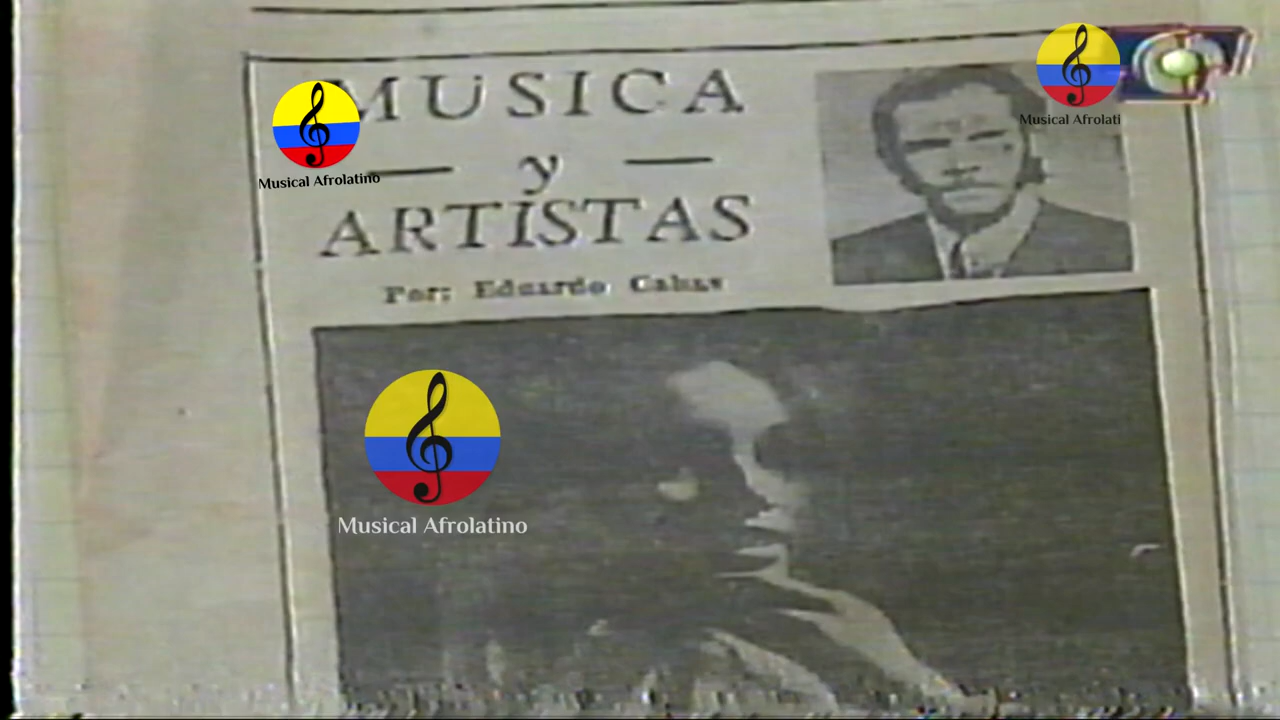 MUSICA
y
ARTISTAS
Por: Eduardo Cabas
Musical Afrolatino
Musical Afrolati
Musical Afrolatino